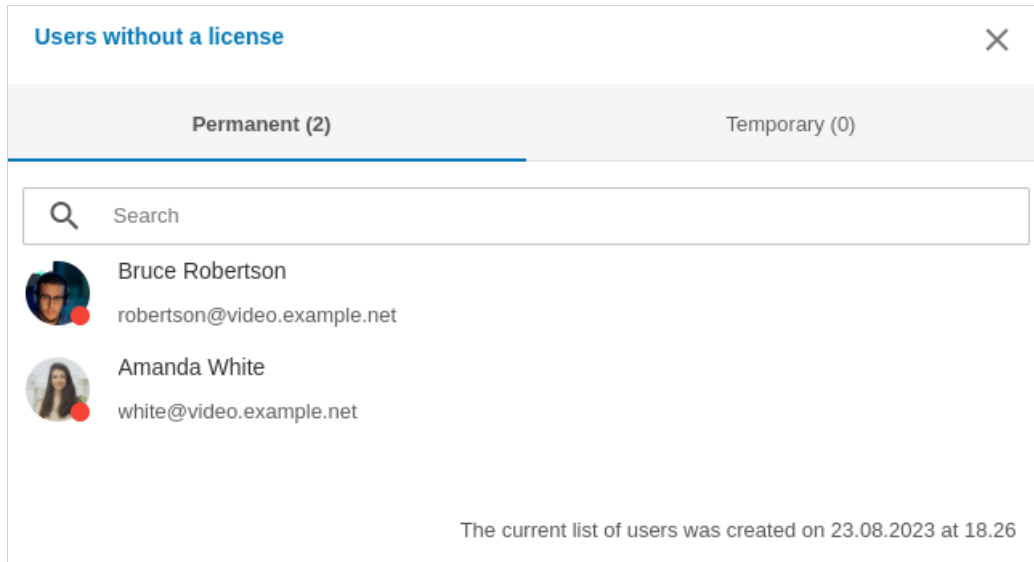 Users without a license
Permanent (2)
Temporary (0)
Search
Bruce Robertson
robertson@video.example.net
Amanda White
white@video.example.net
The current list of users was created on 23.08.2023 at 18.26